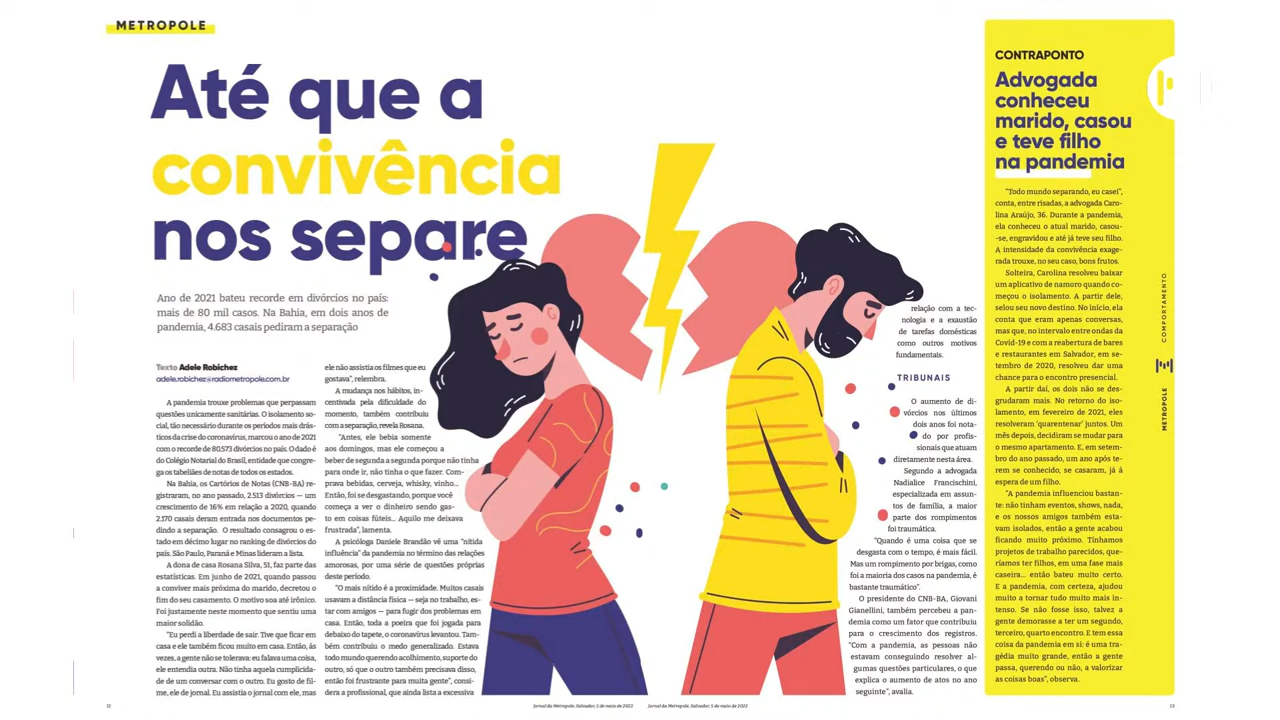 METROPOLE
Até que a
convivência
nos separe
Ano de 2021 bateu recorde em divórcios no país:
mais de 80 mil casos. Na Bahia, em dois anos de
pandemia, 4.683 casais pediram a separação
Texto Adele Robichez
adele.robichez@radiometropole.com.br
A pandemia trouxe problemas que perpassam
questões unicamente sanitárias. O isolamento so-
cial, tão necessário durante os períodos mais drás-
ticos da crise do coronavírus, marcou o ano de 2021
com o recorde de 80.573 divórcios no país. O dado é
do Colégio Notarial do Brasil, entidade que congre-
ga os tabeliães de notas de todos os estados.
Na Bahia, os Cartórios de Notas (CNB-BA) re-
gistraram, no ano passado, 2.513 divórcios — um
crescimento de 16% em relação a 2020, quando
2.170 casais deram entrada nos documentos pe-
dindo a separação. O resultado consagrou o es-
tado em décimo lugar no ranking de divórcios do
país. São Paulo, Paraná e Minas lideram a lista.
A dona de casa Rosana Silva, 51, faz parte das
estatísticas. Em junho de 2021, quando passou
a conviver mais próxima do marido, decretou o
fim do seu casamento. O motivo soa até irônico.
Foi justamente neste momento que sentiu uma
maior solidão.
"Eu perdi a liberdade de sair. Tive que ficar em
casa e ele também ficou muito em casa. Então, às
vezes, a gente não se tolerava: eu falava uma coisa,
ele entendia outra. Não tinha aquela cumplicida-
de de um conversar com o outro. Eu gosto de fil-
me, ele de jornal. Eu assistia o jornal com ele, mas
ele não assistia os filmes que eu
gostava", relembra.
A mudança nos hábitos, in-
centivada pela dificuldade do
momento, também contribuiu
com a separação, revela Rosana.
"Antes, ele bebia somente
aos domingos, mas ele começou a
beber de segunda a segunda porque não tinha
para onde ir, não tinha o que fazer. Com-
prava bebidas, cerveja, whisky, vinho...
Então, foi se desgastando, porque você
começa a ver o dinheiro sendo gas-
to em coisas fúteis... Aquilo me deixava
frustrada", lamenta.
A psicóloga Daniele Brandão vê uma "nítida
influência" da pandemia no término das relações
amorosas, por uma série de questões próprias
deste período.
"O mais nítido é a proximidade. Muitos casais
usavam a distância física — seja no trabalho, es-
tar com amigos — para fugir dos problemas em
casa. Então, toda a poeira que foi jogada para
debaixo do tapete, o coronavírus levantou. Tam-
bém contribuiu o medo generalizado. Estava
todo mundo querendo acolhimento, suporte do
outro, só que o outro também precisava disso,
então foi frustrante para muita gente", consi-
dera a profissional, que ainda lista a excessiva
relação com a tec-
nologia e a exaustão
de tarefas domésticas
como outros motivos
fundamentais.
TRIBUNAIS
O aumento de di-
vórcios nos últimos
dois anos foi nota-
do por profis-
sionais que atuam
diretamente nesta área.
Segundo a advogada
Nadialice Francischini,
especializada em assun-
tos de família, a maior
parte dos rompimentos
foi traumática.
"Quando é uma coisa que se
desgasta com o tempo, é mais fácil.
Mas um rompimento por brigas, como
foi a maioria dos casos na pandemia, é
bastante traumático".
O presidente do CNB-BA, Giovani
Gianellini, também percebeu a pan-
demia como um fator que contribuiu
para o crescimento dos registros.
"Com a pandemia, as pessoas não
estavam conseguindo resolver al-
gumas questões particulares, o que
explica o aumento de atos no ano
seguinte", avalia.
CONTRAPONTO
Advogada
conheceu
marido, casou
e teve filho
na pandemia
"Todo mundo separando, eu casei",
conta, entre risadas, a advogada Caro-
lina Araújo, 36. Durante a pandemia,
ela conheceu o atual marido, casou-
-se, engravidou e até já teve seu filho.
A intensidade da convivência exage-
rada trouxe, no seu caso, bons frutos.
Solteira, Carolina resolveu baixar
um aplicativo de namoro quando co-
meçou o isolamento. A partir dele,
selou seu novo destino. No início, ela
conta que eram apenas conversas,
mas que, no intervalo entre ondas da
Covid-19 e com a reabertura de bares
e restaurantes em Salvador, em se-
tembro de 2020, resolveu dar uma
chance para o encontro presencial.
A partir daí, os dois não se des-
grudaram mais. No retorno do iso-
lamento, em fevereiro de 2021, eles
resolveram 'quarentenar' juntos. Um
mês depois, decidiram se mudar para
o mesmo apartamento. E, em setem-
bro do ano passado, um ano após te-
rem se conhecido, se casaram, já à
espera de um filho.
"A pandemia influenciou bastan-
te: não tinham eventos, shows, nada,
e os nossos amigos também esta-
vam isolados, então a gente acabou
ficando muito próximo. Tínhamos
projetos de trabalho parecidos, que-
ríamos ter filhos, em uma fase mais
caseira... então bateu muito certo.
E a pandemia, com certeza, ajudou
muito a tornar tudo muito mais in-
tenso. Se não fosse isso, talvez a
gente demorasse a ter um segundo,
terceiro, quarto encontro. E tem essa
coisa da pandemia em si: é uma tra-
gédia muito grande, então a gente
passa, querendo ou não, a valorizar
as coisas boas", observa.
COMPORTAMENTO
METROPOLE
12
Jornal da Metropole, Salvador, 5 de maio de 2022
Jornal da Metropole, Salvador, 5 de maio de 2022
13